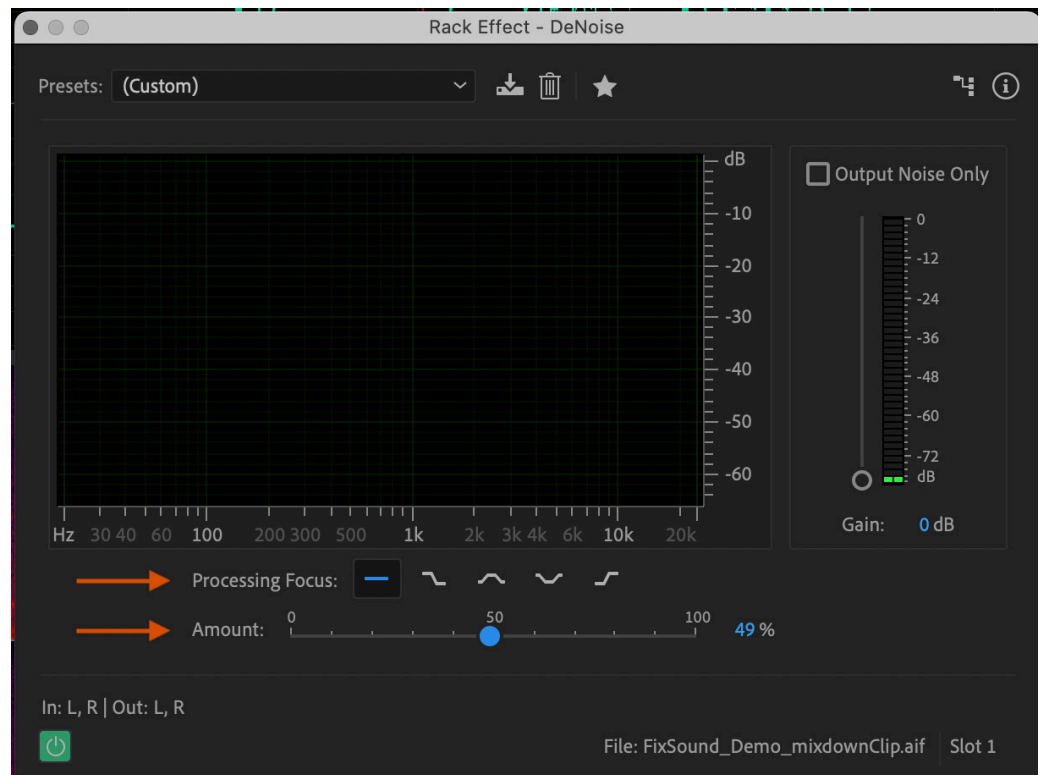 Rack Effect - DeNoise
Presets: (Custom)
Output Noise Only
dB
-10
-20
-30
-40
-50
-60
Hz 30 40 60 100 200 300 500 1k 2k 3k 4k 6k 10k 20k
0
-12
-24
-36
-48
-60
-72
dB
Gain: 0 dB
Processing Focus:
0 50 100
Amount: 49 %
In: L, R | Out: L, R
File: FixSound_Demo_mixdownClip.aif Slot 1